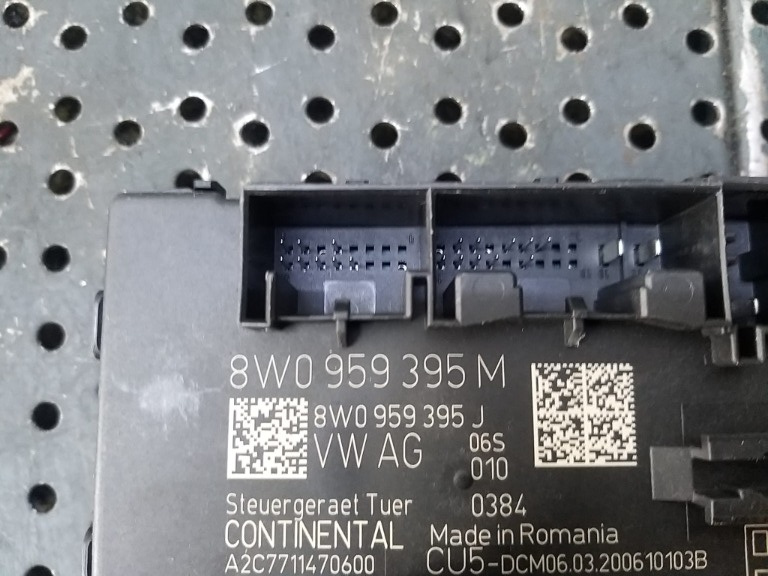 8W0 959 395 M
8W0 959 395 J
VW AG 06S
010
Steuergeraet Tuer 0384
CONTINENTAL Made in Romania
A2C7711470600 CU5-DCM06.03.200610103B